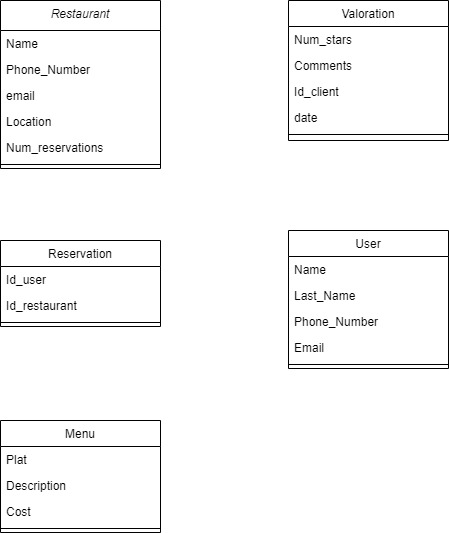 Restaurant
Name
Phone_Number
email
Location
Num_reservations
Valoration
Num_stars
Comments
Id_client
date
Reservation
Id_user
Id_restaurant
User
Name
Last_Name
Phone_Number
Email
Menu
Plat
Description
Cost